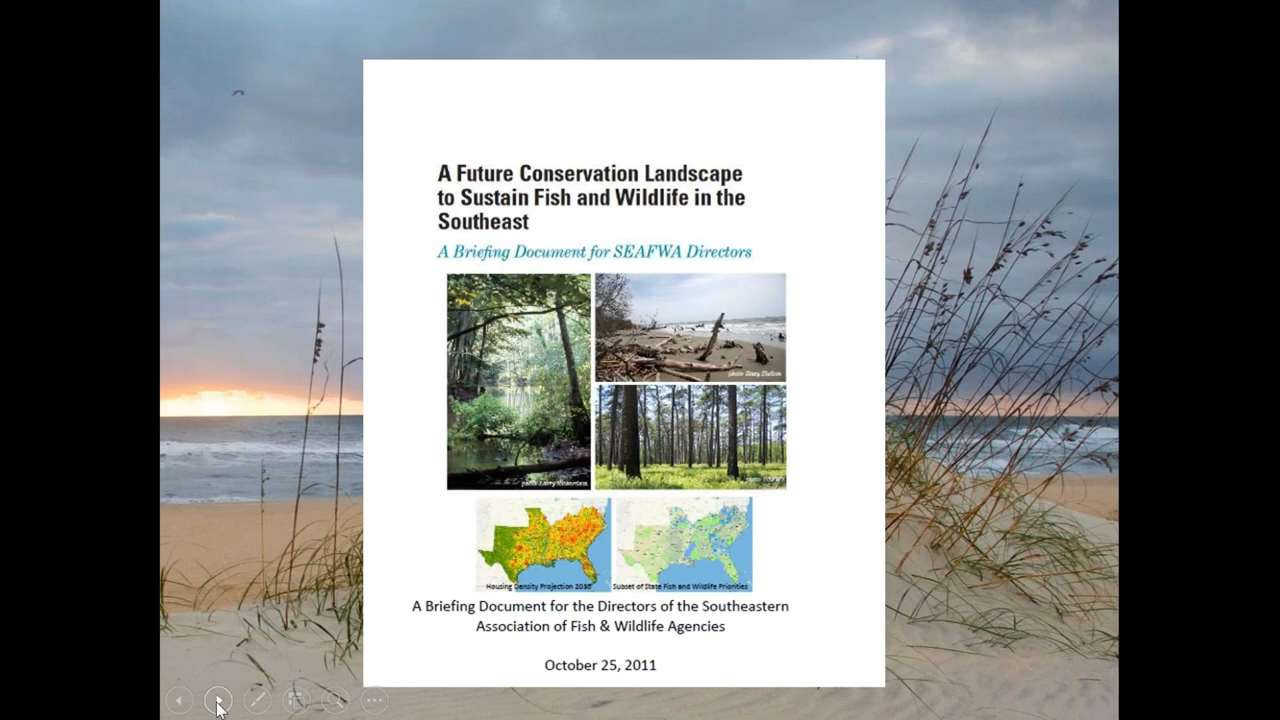 A Future Conservation Landscape
to Sustain Fish and Wildlife in the
Southeast
A Briefing Document for SEAFWA Directors
photo
photo
Housing Density Projection 2030
Subset of State Fish and Wildlife Priorities
A Briefing Document for the Directors of the Southeastern
Association of Fish & Wildlife Agencies
October 25, 2011